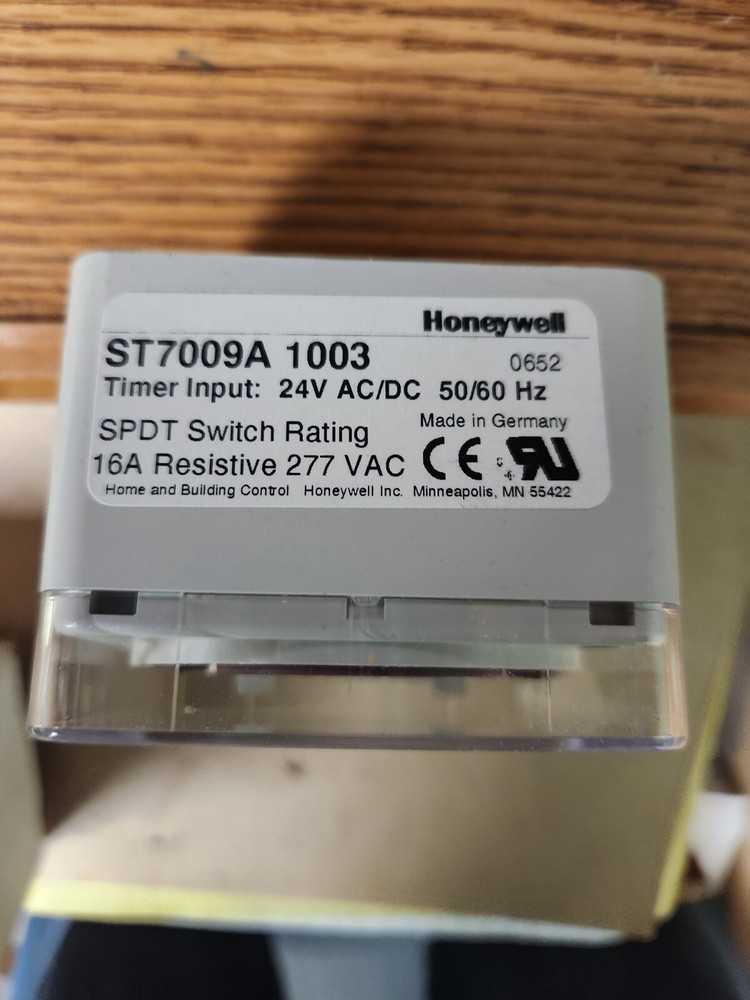 Honeywell
ST7009A 1003
0652
Timer Input: 24V AC/DC 50/60 Hz
Made in Germany
SPDT Switch Rating
16A Resistive 277 VAC
CE
Home and Building Control Honeywell Inc. Minneapolis, MN 55422